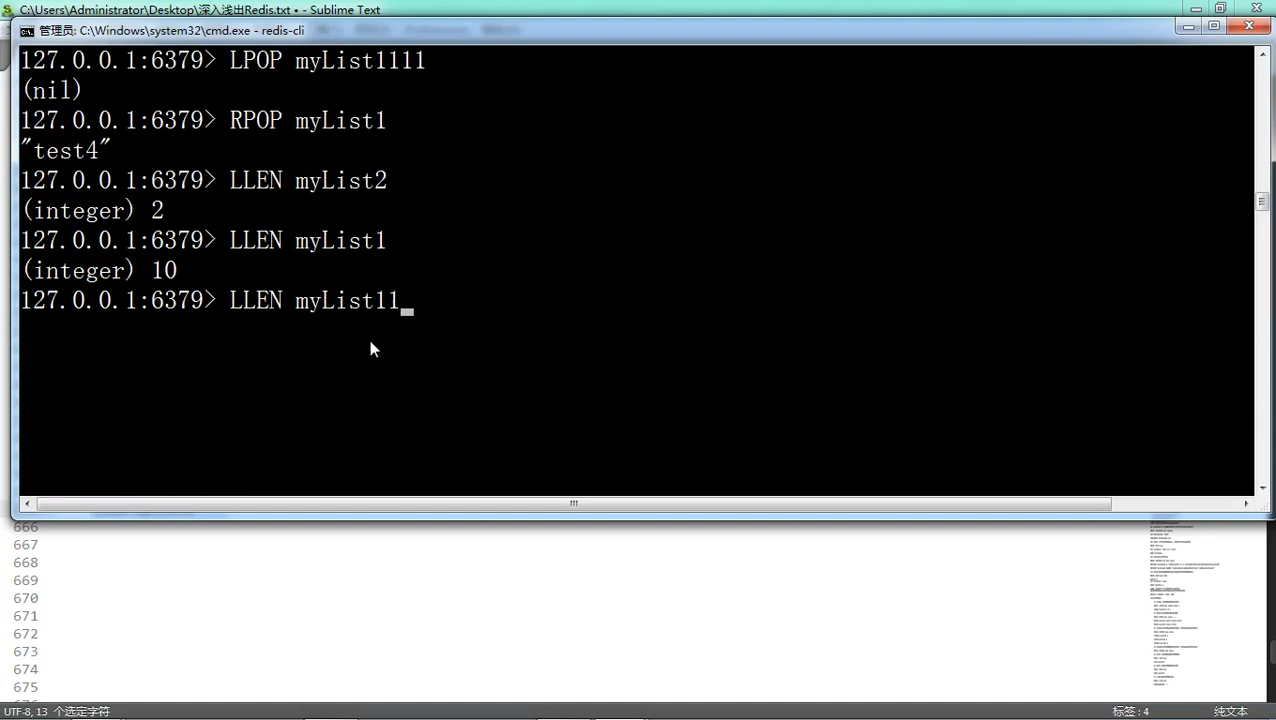 C:\Users\Administrator\Desktop\深入浅出Redis.txt • - Sublime Text
管理员: C:\Windows\system32\cmd.exe - redis-cli
127.0.0.1:6379> LPOP myList1111
(nil)
127.0.0.1:6379> RPOP myList1
"test4"
127.0.0.1:6379> LLEN myList2
(integer) 2
127.0.0.1:6379> LLEN myList1
(integer) 10
127.0.0.1:6379> LLEN myList11
666
667
668
669
670
671
672
673
674
675
UTF-8, 13 个选定字符
标签: 4
纯文本